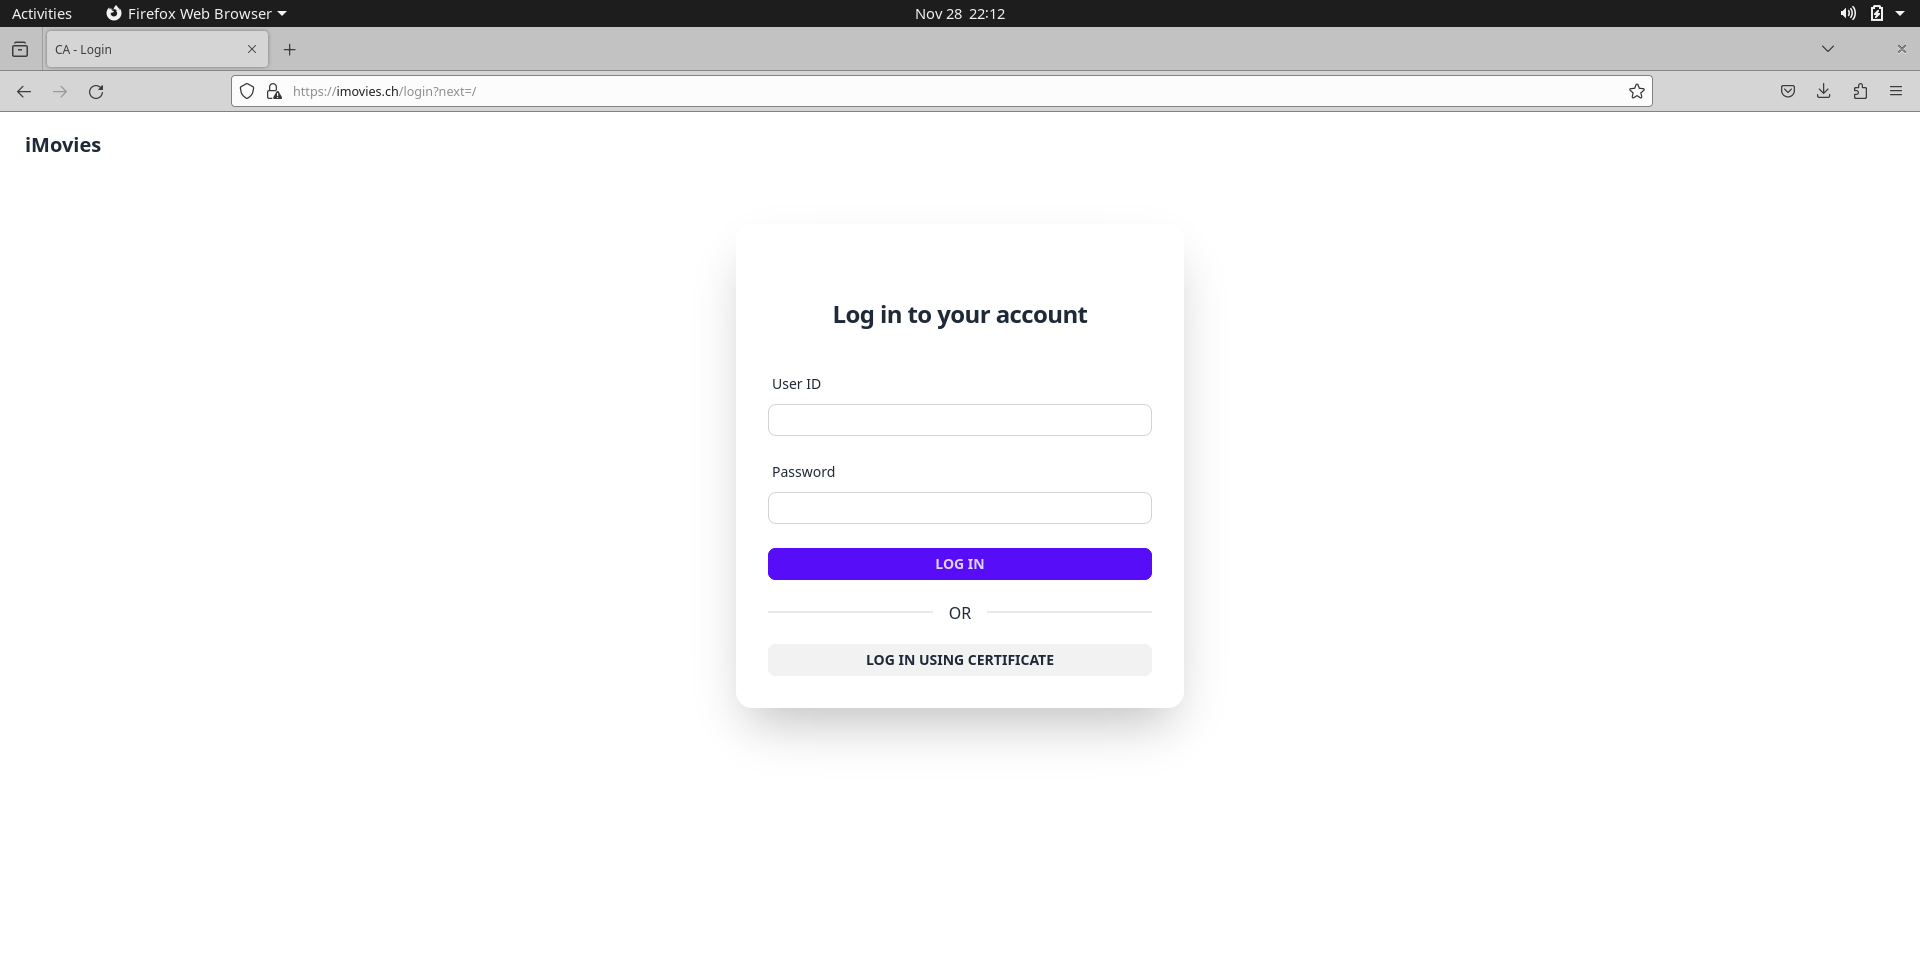 Activities
Firefox Web Browser
Nov 28 22:12
CA - Login
https://imovies.ch/login?next=/
iMovies
Log in to your account
User ID
Password
LOG IN
OR
LOG IN USING CERTIFICATE